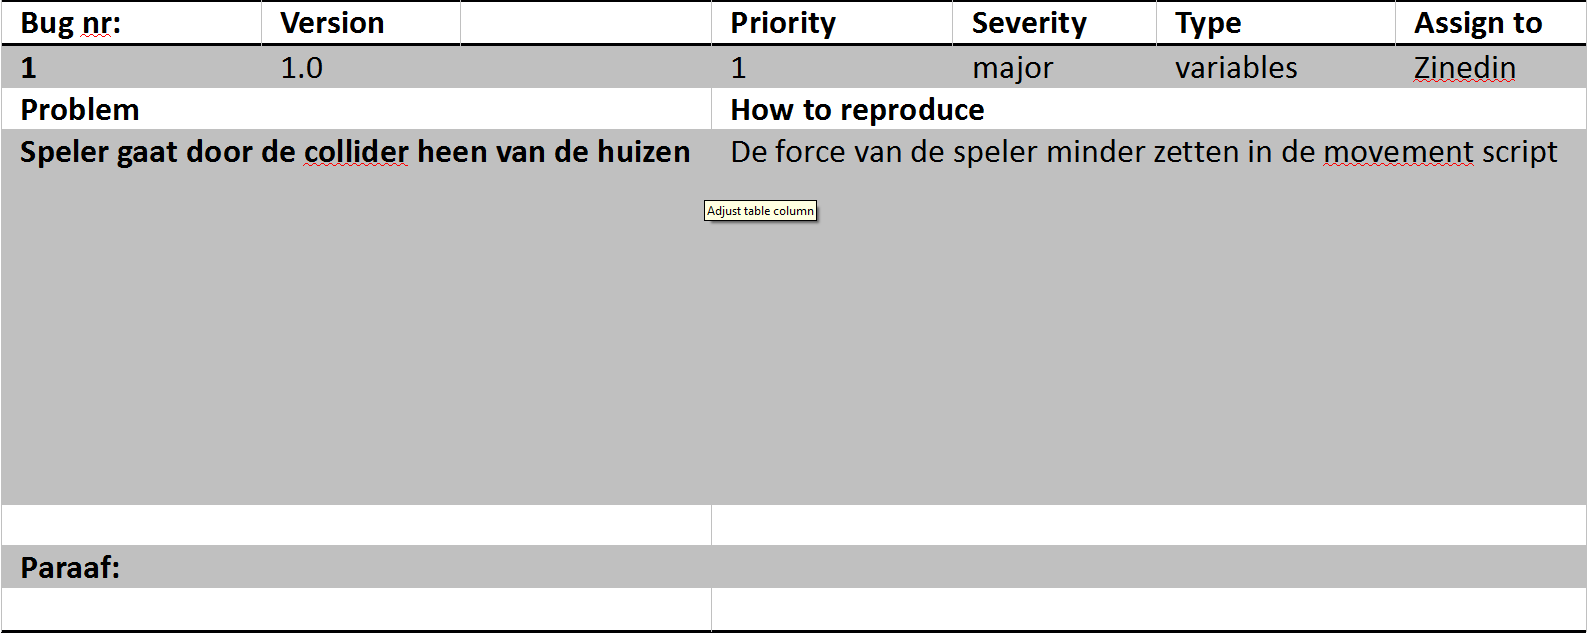 Bug nr: Version Priority Severity Type Assign to
1 1.0 1 major variables Zinedin
Problem How to reproduce
Speler gaat door de collider heen van de huizen De force van de speler minder zetten in de movement script
Adjust table column
Paraaf: